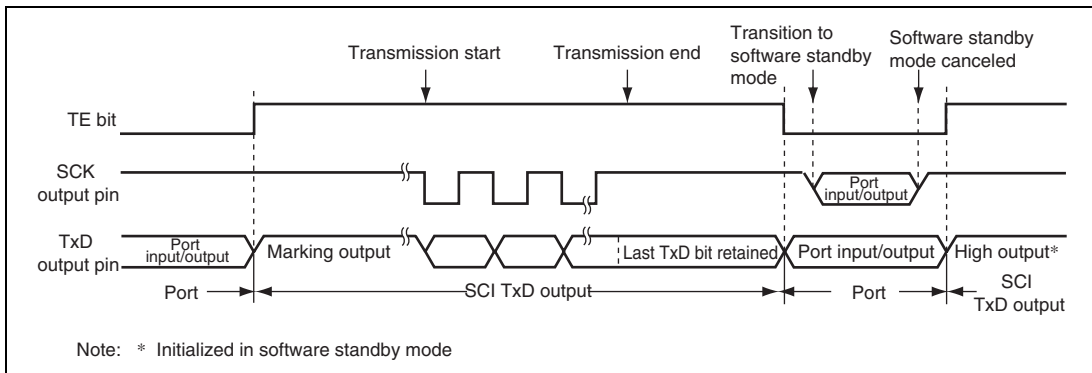 Transmission start
Transmission end
Transition to
software standby
mode
Software standby
mode canceled
TE bit
SCK
output pin
Port
input/output
TxD
output pin
Port
input/output
Marking output
Last TxD bit retained
Port input/output
High output*
Port
SCI TxD output
Port
SCI
TxD output
Note: * Initialized in software standby mode